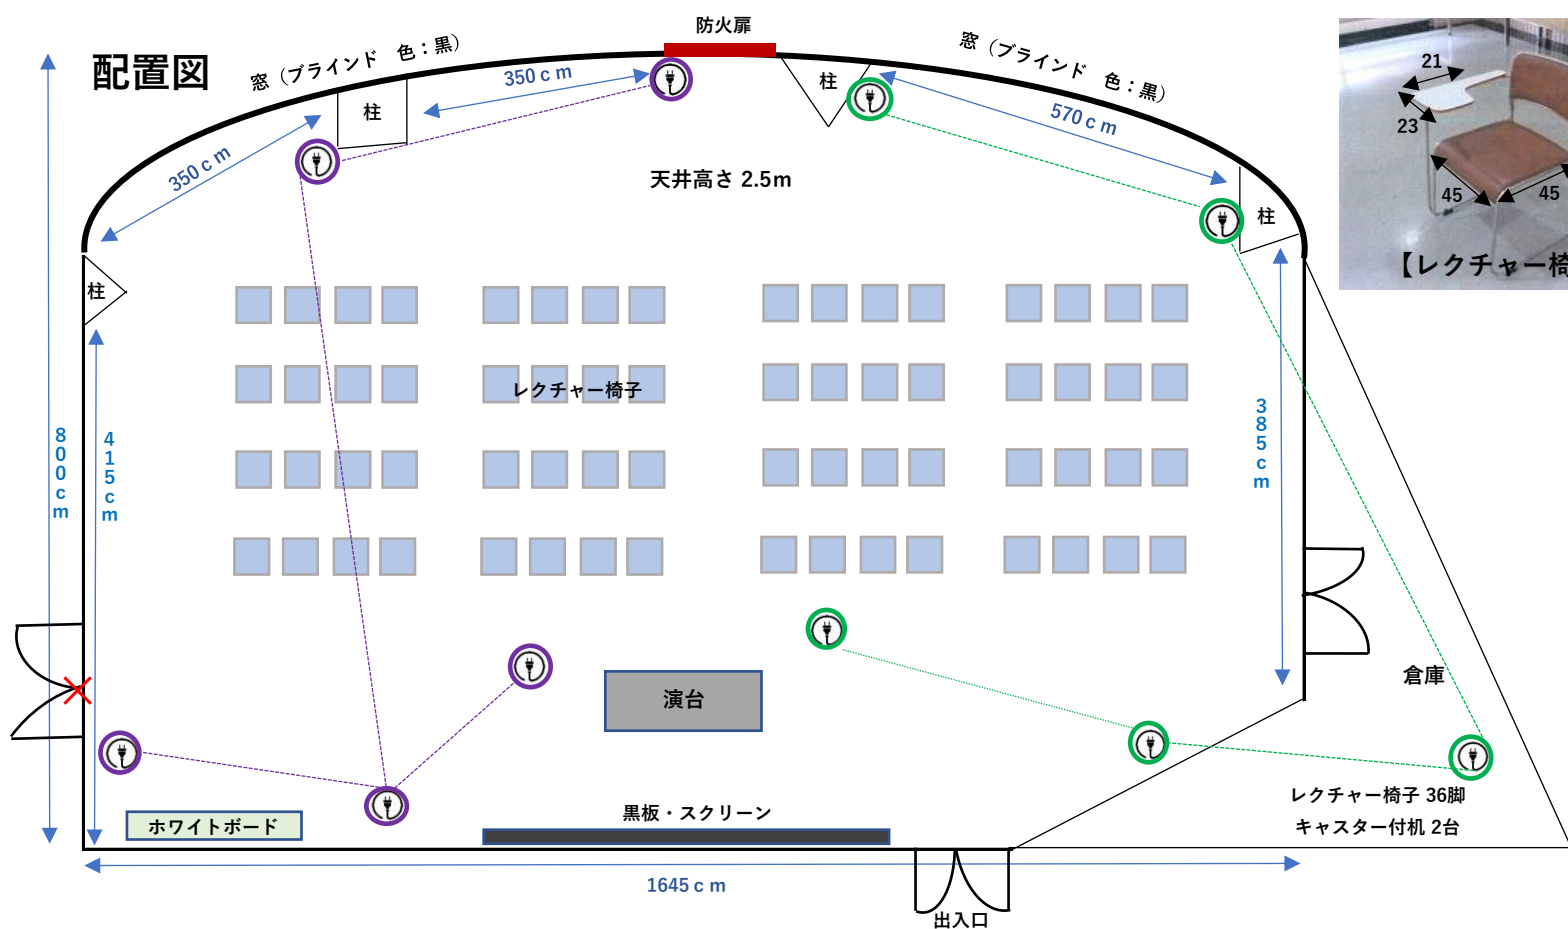 防火扉
配置図
窓（ブラインド　色：黒）
窓（ブラインド　色：黒）
350ｃｍ
柱
柱
570ｃｍ
350ｃｍ
天井高さ 2.5m
柱
柱
21
23
45
45
【レクチャー椅
レクチャー椅子
800cm
415cm
385cm
演台
倉庫
ホワイトボード
黒板・スクリーン
レクチャー椅子 36脚
キャスター付机 2台
1645ｃｍ
出入口